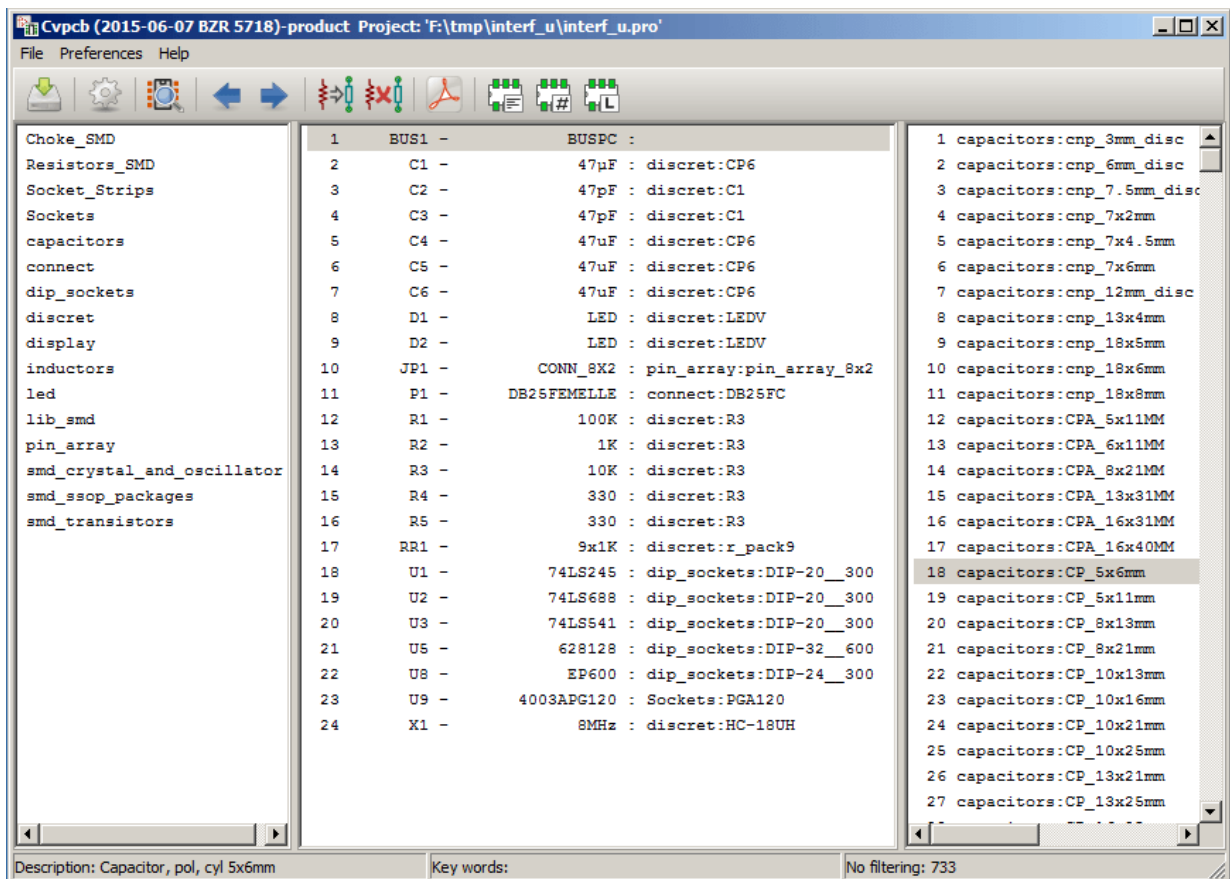 Cvpcb (2015-06-07 BZR 5718)-product Project: 'F:\tmp\interf_u\interf_u.pro'
File Preferences Help
Choke_SMD
Resistors_SMD
Socket_Strips
Sockets
capacitors
connect
dip_sockets
discret
display
inductors
led
lib_smd
pin_array
smd_crystal_and_oscillator
smd_ssop_packages
smd_transistors
1 BUS1 - BUSPC :
2 C1 - 47µF : discret:CP6
3 C2 - 47pF : discret:C1
4 C3 - 47pF : discret:C1
5 C4 - 47uF : discret:CP6
6 C5 - 47uF : discret:CP6
7 C6 - 47uF : discret:CP6
8 D1 - LED : discret:LEDV
9 D2 - LED : discret:LEDV
10 JP1 - CONN_8X2 : pin_array:pin_array_8x2
11 P1 - DB25FEMELLE : connect:DB25FC
12 R1 - 100K : discret:R3
13 R2 - 1K : discret:R3
14 R3 - 10K : discret:R3
15 R4 - 330 : discret:R3
16 R5 - 330 : discret:R3
17 RR1 - 9x1K : discret:r_pack9
18 U1 - 74LS245 : dip_sockets:DIP-20__300
19 U2 - 74LS688 : dip_sockets:DIP-20__300
20 U3 - 74LS541 : dip_sockets:DIP-20__300
21 U5 - 628128 : dip_sockets:DIP-32__600
22 U8 - EP600 : dip_sockets:DIP-24__300
23 U9 - 4003APG120 : Sockets:PGA120
24 X1 - 8MHz : discret:HC-18UH
1 capacitors:cnp_3mm_disc
2 capacitors:cnp_6mm_disc
3 capacitors:cnp_7.5mm_disc
4 capacitors:cnp_7x2mm
5 capacitors:cnp_7x4.5mm
6 capacitors:cnp_7x6mm
7 capacitors:cnp_12mm_disc
8 capacitors:cnp_13x4mm
9 capacitors:cnp_18x5mm
10 capacitors:cnp_18x6mm
11 capacitors:cnp_18x8mm
12 capacitors:CPA_5x11MM
13 capacitors:CPA_6x11MM
14 capacitors:CPA_8x21MM
15 capacitors:CPA_13x31MM
16 capacitors:CPA_16x31MM
17 capacitors:CPA_16x40MM
18 capacitors:CP_5x6mm
19 capacitors:CP_5x11mm
20 capacitors:CP_8x13mm
21 capacitors:CP_8x21mm
22 capacitors:CP_10x13mm
23 capacitors:CP_10x16mm
24 capacitors:CP_10x21mm
25 capacitors:CP_10x25mm
26 capacitors:CP_13x21mm
27 capacitors:CP_13x25mm
Description: Capacitor, pol, cyl 5x6mm
Key words:
No filtering: 733